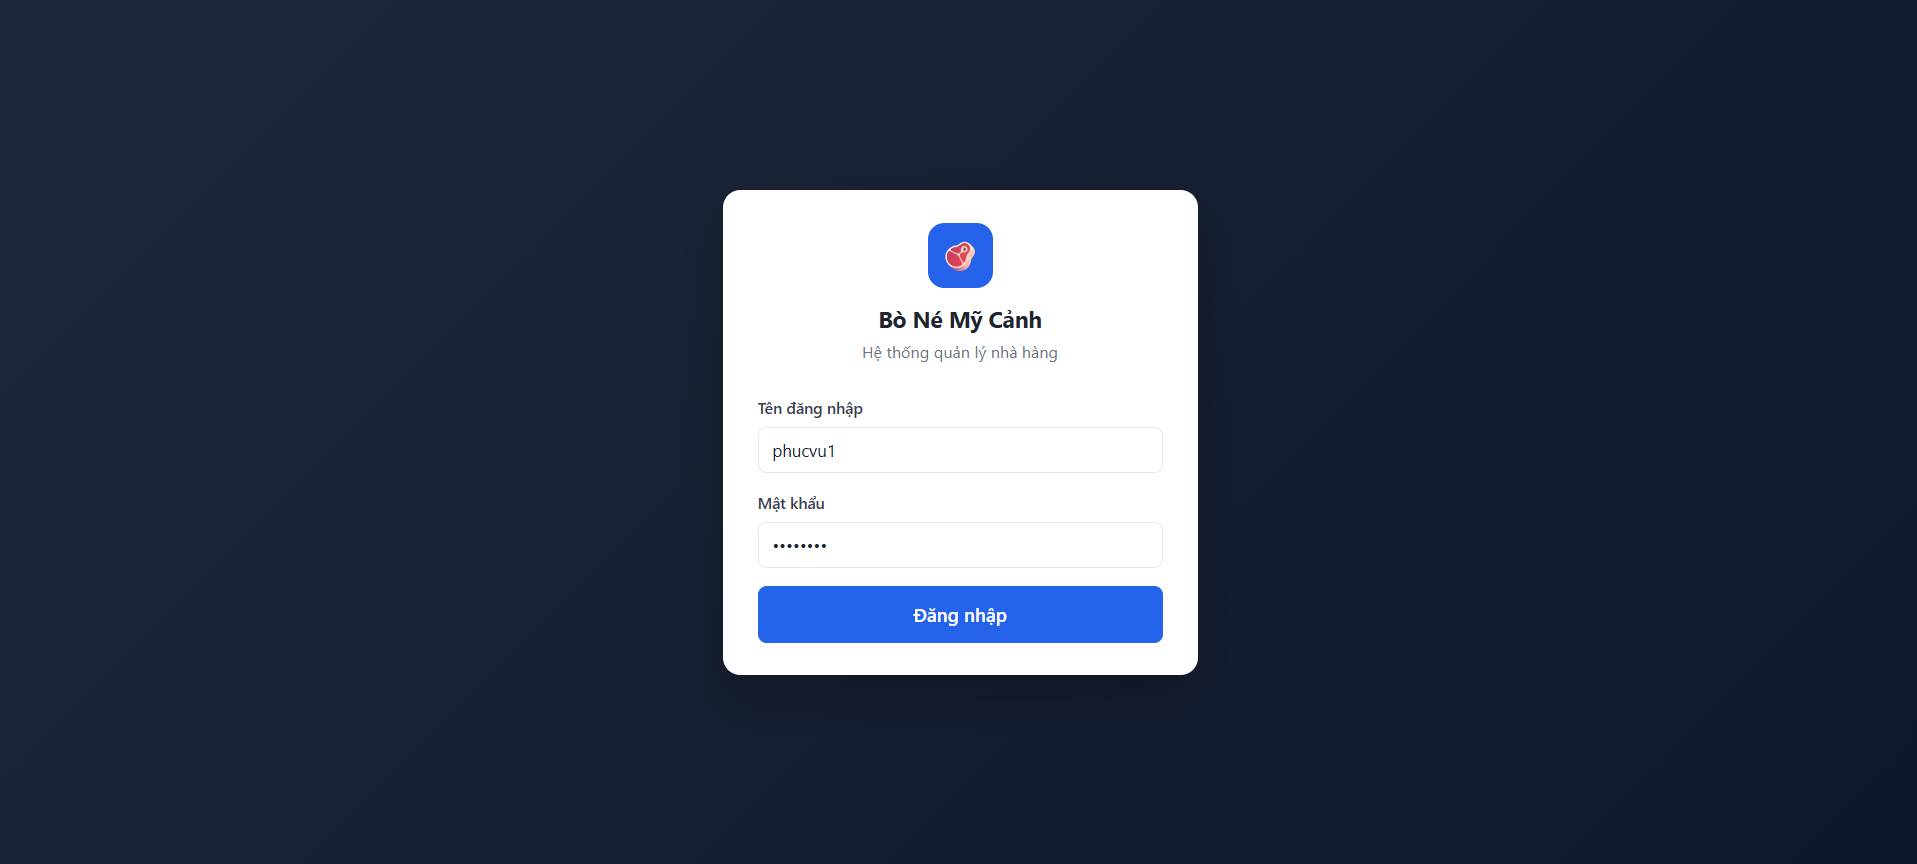 Bò Né Mỹ Cảnh
Hệ thống quản lý nhà hàng
Tên đăng nhập
phucvu1
Mật khẩu
••••••••
Đăng nhập